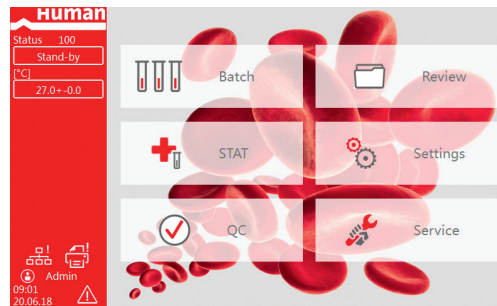 Human
Status 100
Stand-by
[°C]
27.0+-0.0
Batch
Review
STAT
Settings
QC
Service
Admin
09:01
20.06.18